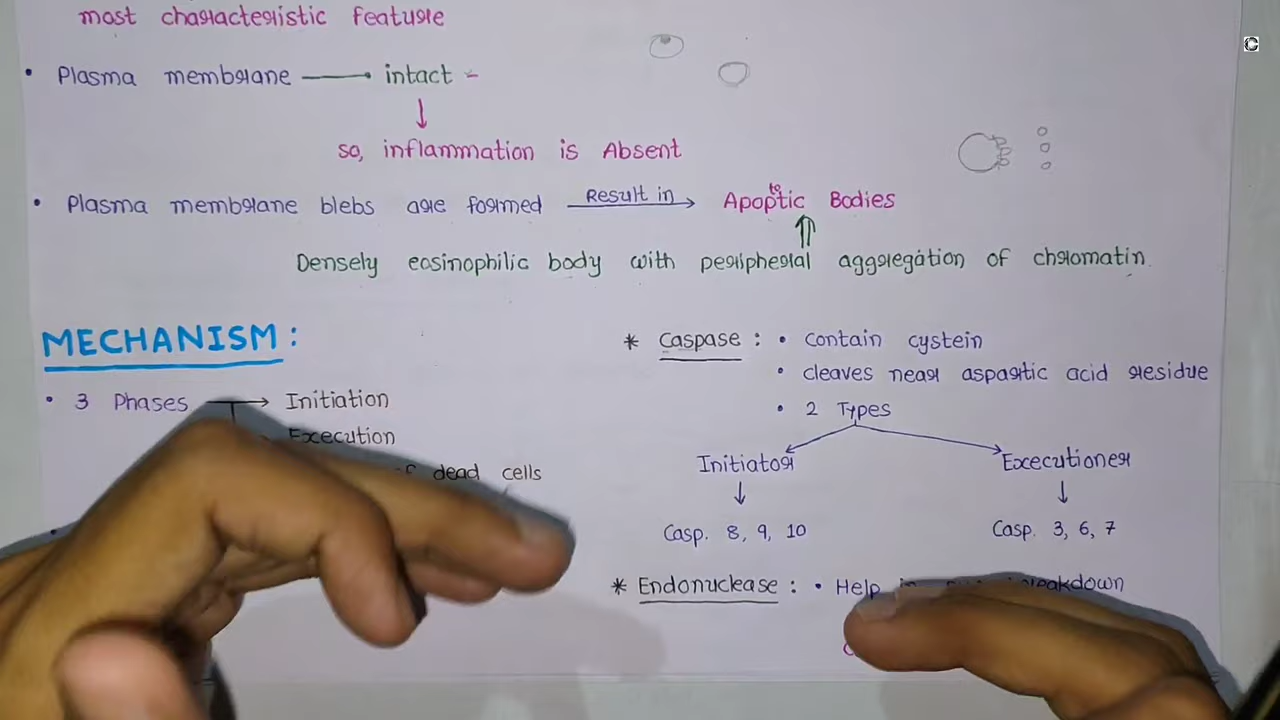 most characteristic feature
• Plasma membrane → intact -
↓
so, inflammation is Absent
• Plasma membrane blebs are formed Result in → Apoptotic Bodies
⇑
Densely eosinophilic body with peripheral aggregation of chromatin
MECHANISM :
• 3 Phases → Initiation
Execution
dead cells
* Caspase : • contain cystein
• cleaves near aspartic acid residue
• 2 Types
Initiator Executioner
↓ ↓
Casp. 8, 9, 10 Casp. 3, 6, 7
* Endonuclease : • Help
C